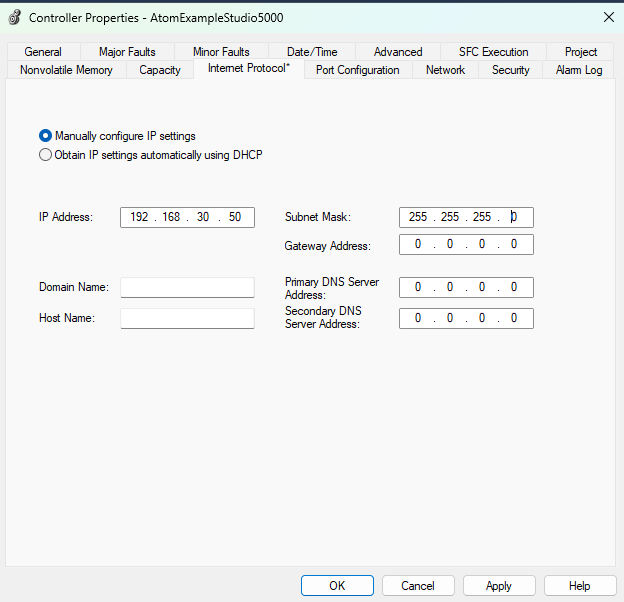 Controller Properties - AtomExampleStudio5000
General Major Faults Minor Faults Date/Time Advanced SFC Execution Project
Nonvolatile Memory Capacity Internet Protocol* Port Configuration Network Security Alarm Log
Manually configure IP settings
Obtain IP settings automatically using DHCP
IP Address: 192 . 168 . 30 . 50 Subnet Mask: 255 . 255 . 255 . 0
Gateway Address: 0 . 0 . 0 . 0
Domain Name: Primary DNS Server
Address: 0 . 0 . 0 . 0
Host Name: Secondary DNS
Server Address: 0 . 0 . 0 . 0
OK Cancel Apply Help